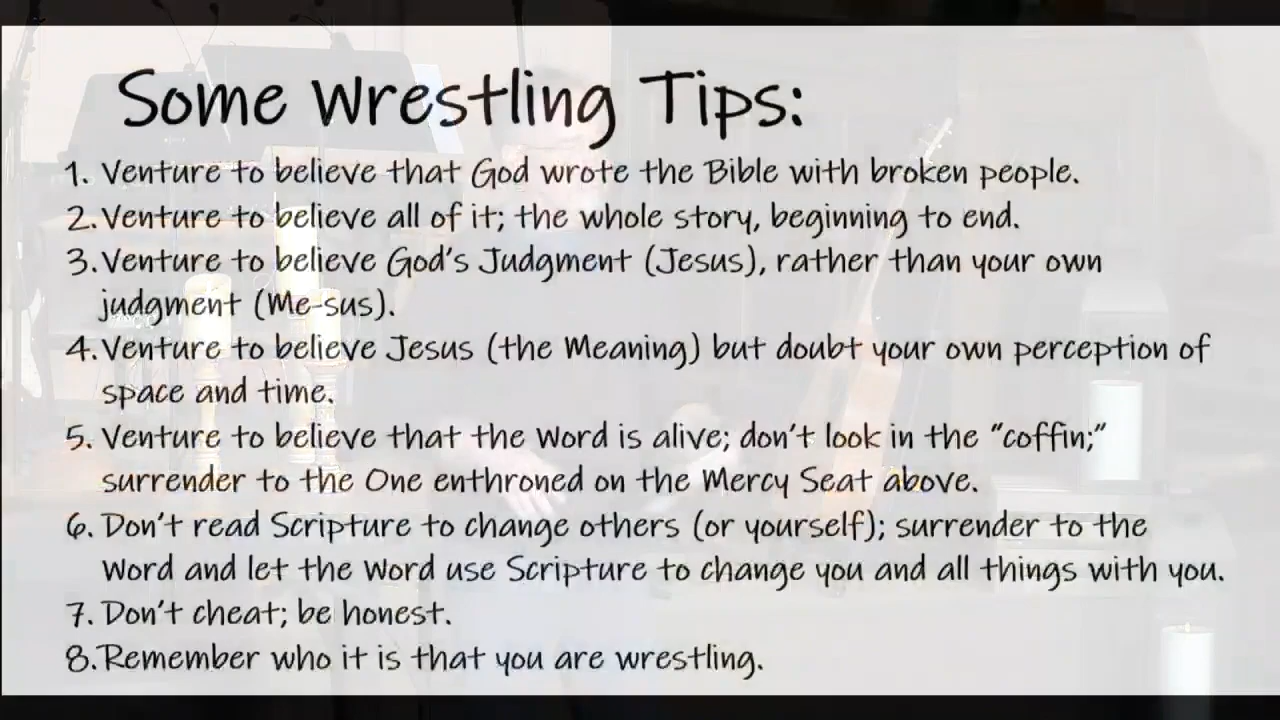 Some Wrestling Tips:
1. Venture to believe that God wrote the Bible with broken people.
2. Venture to believe all of it; the whole story, beginning to end.
3. Venture to believe God's Judgment (Jesus), rather than your own
judgment (Me-sus).
4. Venture to believe Jesus (the Meaning) but doubt your own perception of
space and time.
5. Venture to believe that the Word is alive; don't look in the "coffin;"
surrender to the One enthroned on the Mercy Seat above.
6. Don't read Scripture to change others (or yourself); surrender to the
Word and let the Word use Scripture to change you and all things with you.
7. Don't cheat; be honest.
8. Remember who it is that you are wrestling.